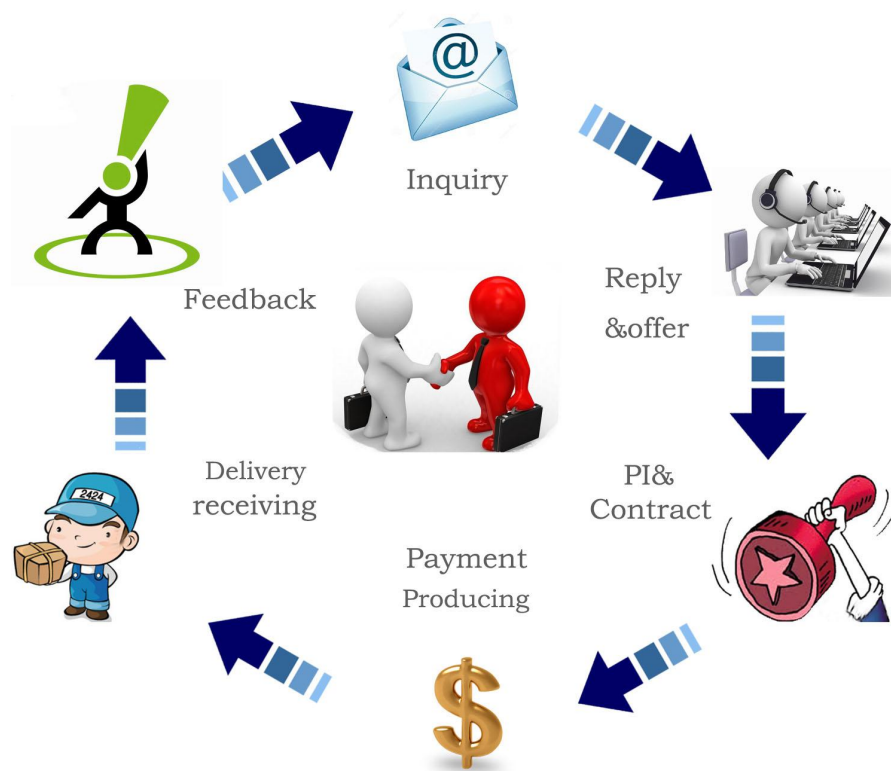 @
Inquiry
Reply
&offer
PI&
Contract
Payment
Producing
$
2424
Delivery
receiving
Feedback